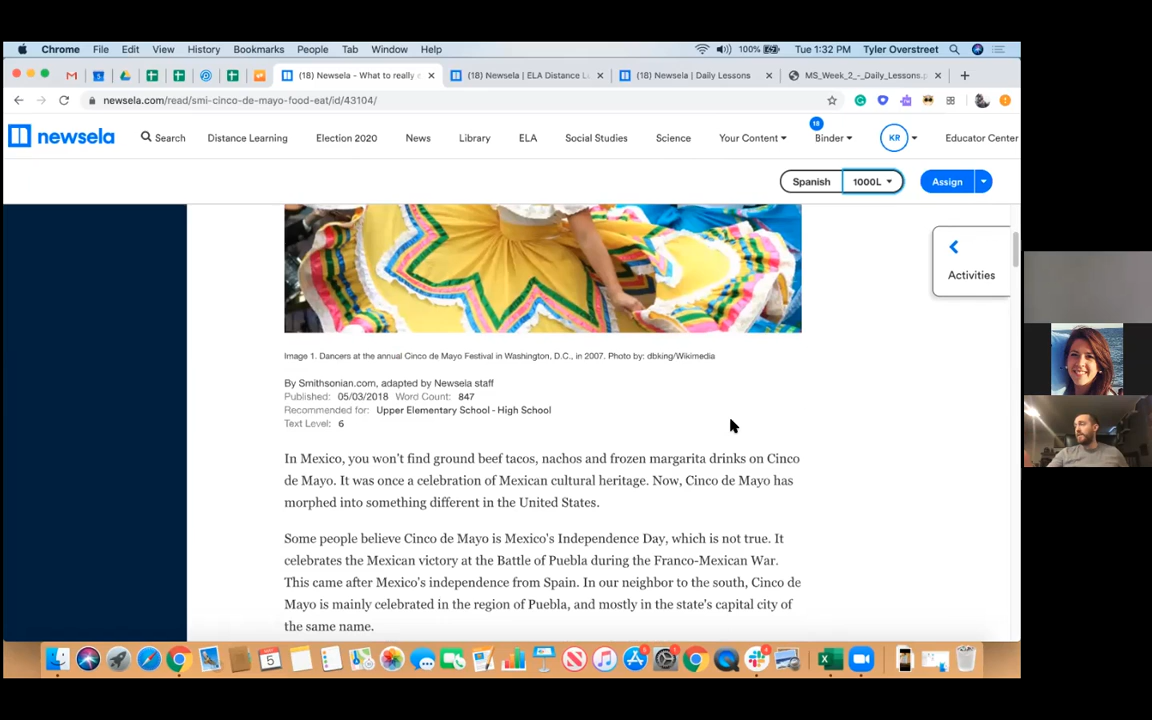 Chrome File Edit View History Bookmarks People Tab Window Help 100% Tue 1:32 PM Tyler Overstreet
(18) Newsela - What to really (18) Newsela | ELA Distance L (18) Newsela | Daily Lessons MS_Week_2_-_Daily_Lessons.p
newsela.com/read/smi-cinco-de-mayo-food-eat/id/43104/
newsela Search Distance Learning Election 2020 News Library ELA Social Studies Science Your Content 18 Binder KR Educator Center
Spanish 1000L Assign
Activities
Image 1. Dancers at the annual Cinco de Mayo Festival in Washington, D.C., in 2007. Photo by: dbking/Wikimedia
By Smithsonian.com, adapted by Newsela staff
Published: 05/03/2018 Word Count: 847
Recommended for: Upper Elementary School - High School
Text Level: 6
In Mexico, you won't find ground beef tacos, nachos and frozen margarita drinks on Cinco
de Mayo. It was once a celebration of Mexican cultural heritage. Now, Cinco de Mayo has
morphed into something different in the United States.
Some people believe Cinco de Mayo is Mexico's Independence Day, which is not true. It
celebrates the Mexican victory at the Battle of Puebla during the Franco-Mexican War.
This came after Mexico's independence from Spain. In our neighbor to the south, Cinco de
Mayo is mainly celebrated in the region of Puebla, and mostly in the state's capital city of
the same name.
5